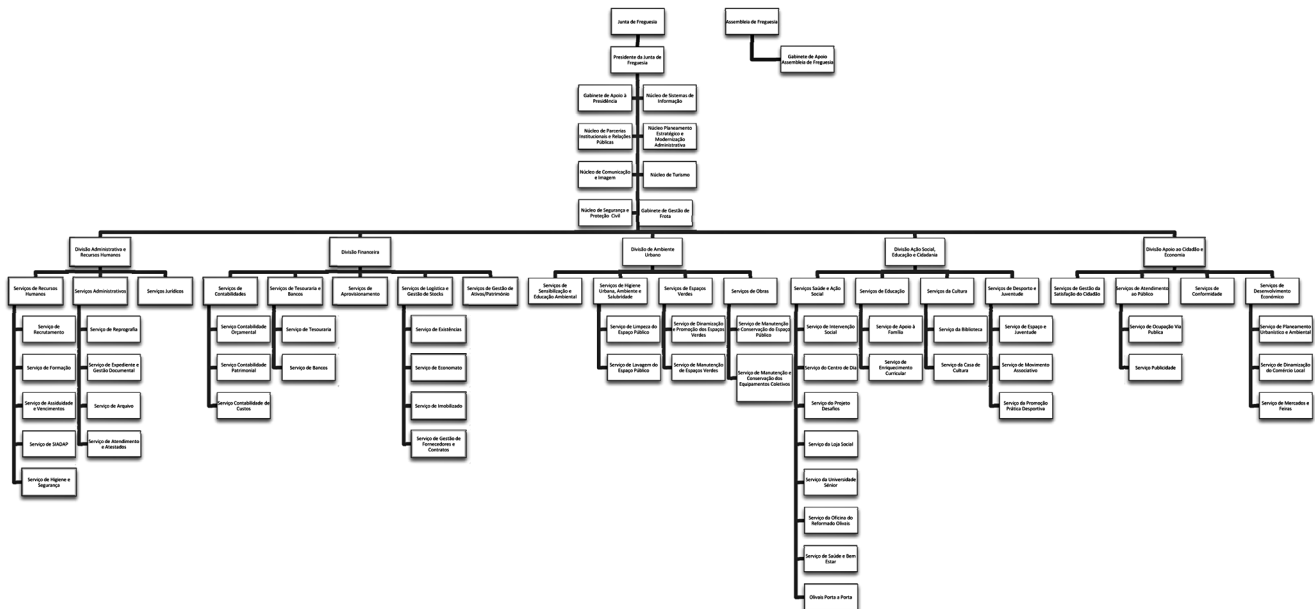 Junta de Freguesia
Assembleia de Freguesia
Presidente da Junta de
Freguesia
Gabinete de Apoio
Assembleia de Freguesia
Gabinete de Apoio à
Presidência
Núcleo de Sistemas de
Informação
Núcleo de Parcerias
Institucionais e Relações
Públicas
Núcleo Planeamento
Estratégico e
Modernização
Administrativa
Núcleo de Comunicação
e Imagem
Núcleo de Turismo
Núcleo de Segurança e
Proteção Civil
Gabinete de Gestão de
Frota
Divisão Administrativa e
Recursos Humanos
Divisão Financeira
Divisão de Ambiente
Urbano
Divisão Ação Social,
Educação e Cidadania
Divisão Apoio ao Cidadão e
Economia
Serviços de Recursos
Humanos
Serviços Administrativos
Serviços Jurídicos
Serviços de
Contabilidades
Serviços de Tesouraria e
Bancos
Serviços de
Aprovisionamento
Serviços de Logística e
Gestão de Stocks
Serviços de Gestão de
Ativos/Património
Serviços de
Sensibilização e
Educação Ambiental
Serviços de Higiene
Urbana, Ambiente e
Salubridade
Serviços de Espaços
Verdes
Serviços de Obras
Serviços Saúde e Ação
Social
Serviços de Educação
Serviços da Cultura
Serviços de Desporto e
Juventude
Serviços de Gestão da
Satisfação do Cidadão
Serviços de Atendimento
ao Público
Serviços de
Conformidade
Serviços de
Desenvolvimento
Económico
Serviço de
Recrutamento
Serviço de Formação
Serviço de Assiduidade
e Vencimentos
Serviço de SIADAP
Serviço de Higiene e
Segurança
Serviço de Reprografia
Serviço de Expediente e
Gestão Documental
Serviço de Arquivo
Serviço de Atendimento
e Atestados
Serviço Contabilidade
Orçamental
Serviço Contabilidade
Patrimonial
Serviço Contabilidade de
Custos
Serviço de Tesouraria
Serviço de Bancos
Serviço de Existências
Serviço de Economato
Serviço de Imobilizado
Serviço de Gestão de
Fornecedores e
Contratos
Serviço de Limpeza do
Espaço Público
Serviço de Lavagem do
Espaço Público
Serviço de Dinamização
e Promoção dos Espaços
Verdes
Serviço de Manutenção
de Espaços Verdes
Serviço de Manutenção
e Conservação do Espaço
Público
Serviço de Manutenção e
Conservação dos
Equipamentos Coletivos
Serviço de Intervenção
Social
Serviço do Centro de Dia
Serviço do Projeto
Desafios
Serviço da Loja Social
Serviço da Universidade
Sénior
Serviço da Oficina do
Reformado Olivais
Serviço de Saúde e Bem
Estar
Olivais Porta a Porta
Serviço de Apoio à
Família
Serviço de
Enriquecimento
Curricular
Serviço da Biblioteca
Serviço da Casa de
Cultura
Serviço de Espaço e
Juventude
Serviço de Movimento
Associativo
Serviço da Promoção
Prática Desportiva
Serviço de Ocupação Via
Publica
Serviço Publicidade
Serviço de Planeamento
Urbanístico e Ambiental
Serviço de Dinamização
do Comércio Local
Serviço de Mercados e
Feiras